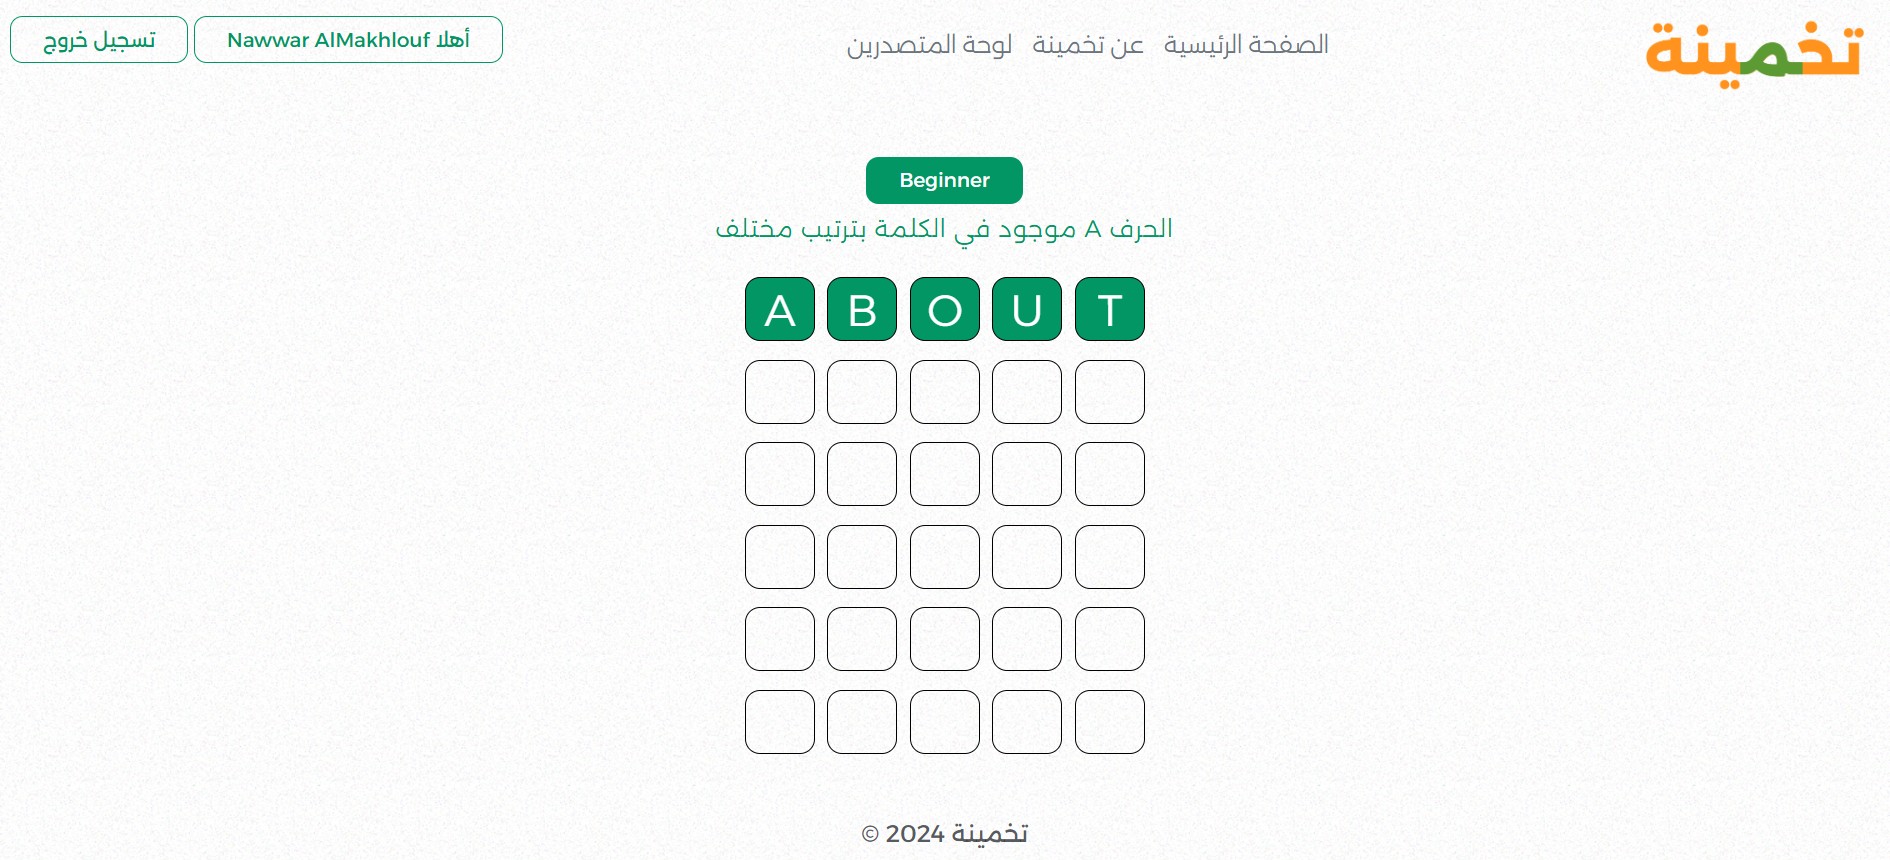 تخمينة
الصفحة الرئيسية عن تخمينة لوحة المتصدرين
أهلا Nawwar AlMakhlouf
تسجيل خروج
Beginner
الحرف A موجود في الكلمة بترتيب مختلف
A B O U T
تخمينة 2024 ©